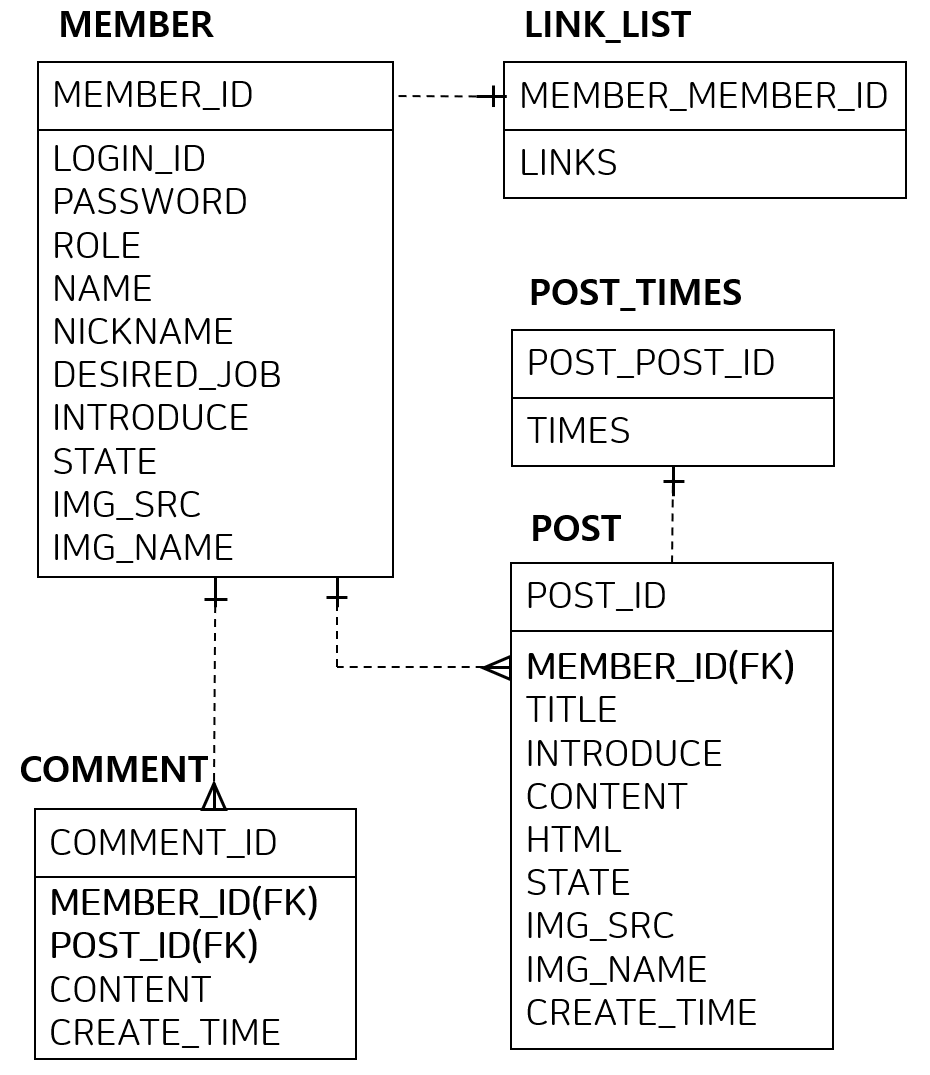 MEMBER
MEMBER_ID
LOGIN_ID
PASSWORD
ROLE
NAME
NICKNAME
DESIRED_JOB
INTRODUCE
STATE
IMG_SRC
IMG_NAME
LINK_LIST
MEMBER_MEMBER_ID
LINKS
POST_TIMES
POST_POST_ID
TIMES
POST
POST_ID
MEMBER_ID(FK)
TITLE
INTRODUCE
CONTENT
HTML
STATE
IMG_SRC
IMG_NAME
CREATE_TIME
COMMENT
COMMENT_ID
MEMBER_ID(FK)
POST_ID(FK)
CONTENT
CREATE_TIME